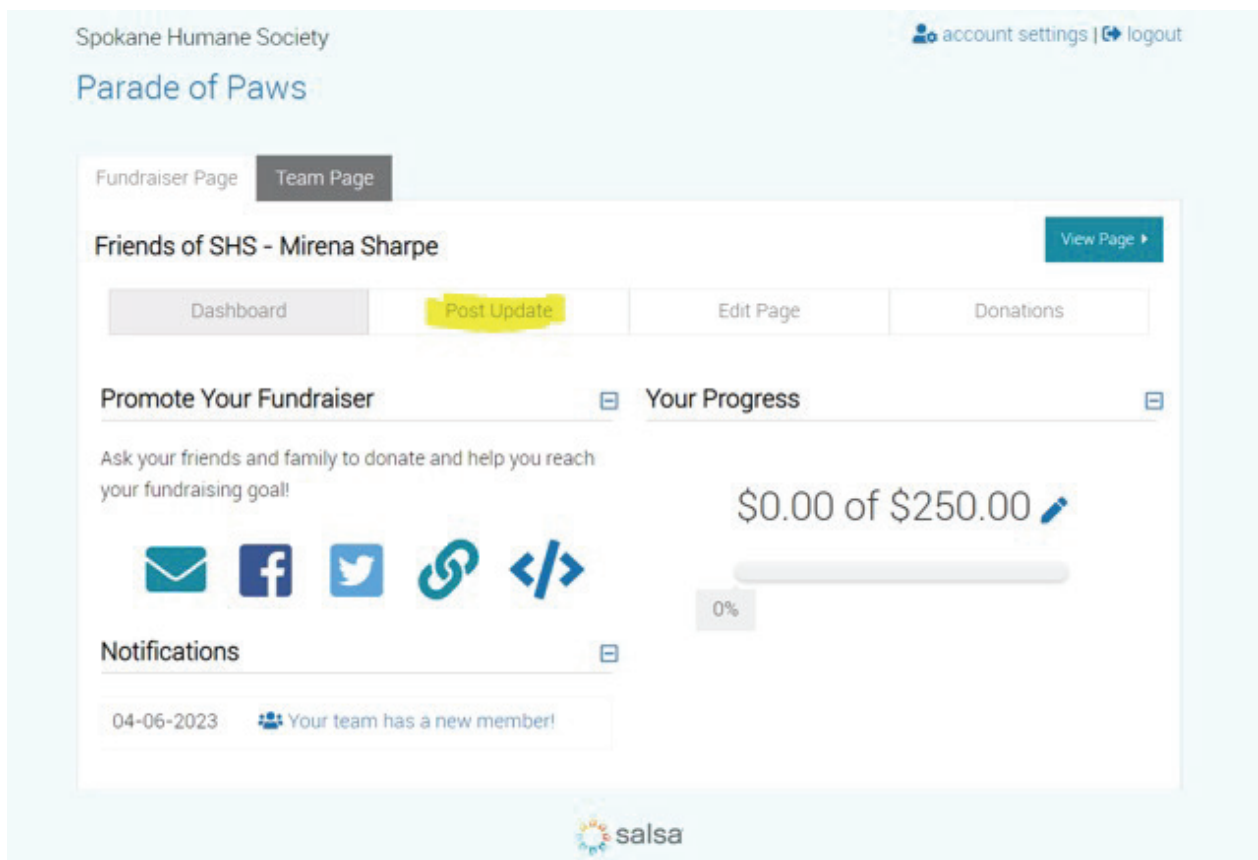 Spokane Humane Society
account settings | logout
Parade of Paws
Fundraiser Page
Team Page
Friends of SHS - Mirena Sharpe
View Page
Dashboard
Post Update
Edit Page
Donations
Promote Your Fundraiser
Ask your friends and family to donate and help you reach
your fundraising goal!
Your Progress
$0.00 of $250.00
0%
Notifications
04-06-2023
Your team has a new member!
salsa